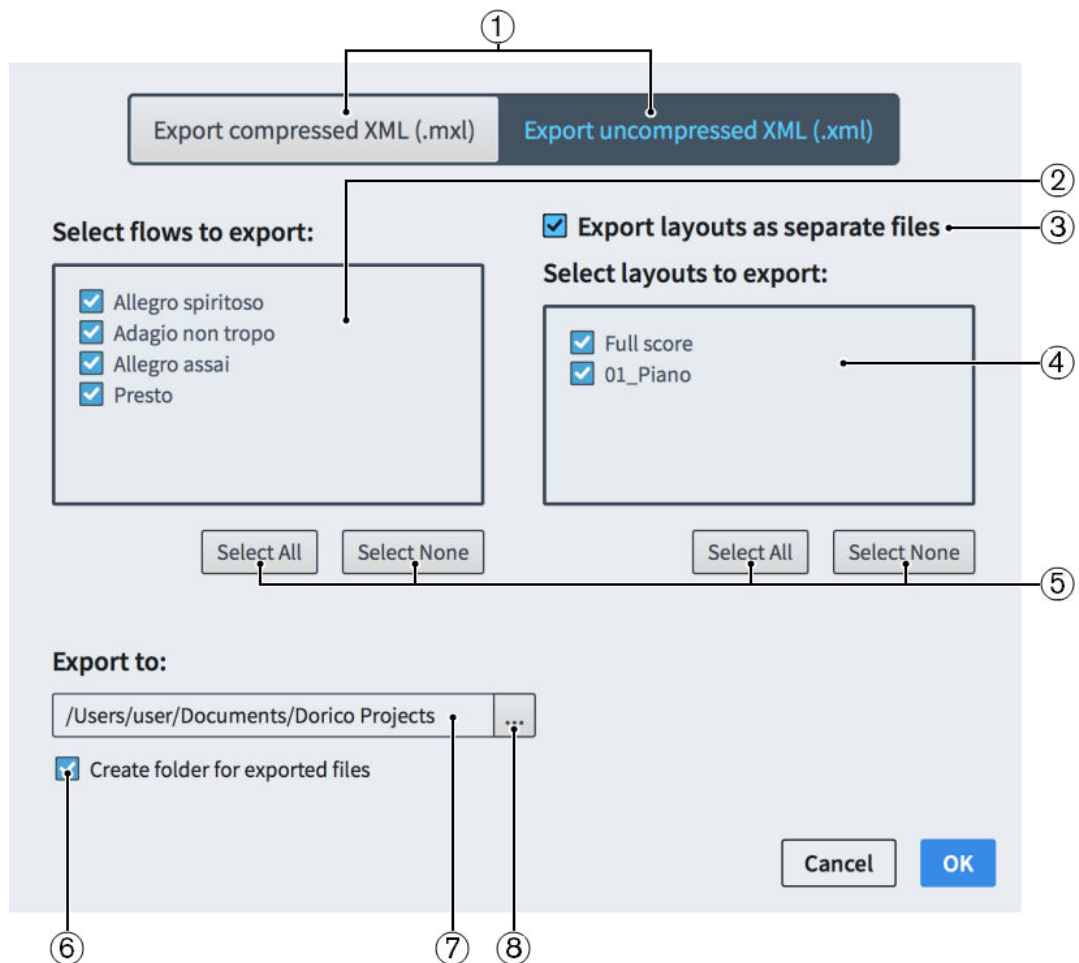 ①
Export compressed XML (.mxl) Export uncompressed XML (.xml)
②
Select flows to export:
Export layouts as separate files
③
Select layouts to export:
Allegro spiritoso
Adagio non tropo
Allegro assai
Presto
Full score
01_Piano
④
Select All Select None
Select All Select None
⑤
Export to:
/Users/user/Documents/Dorico Projects ...
Create folder for exported files
Cancel OK
⑥ ⑦ ⑧